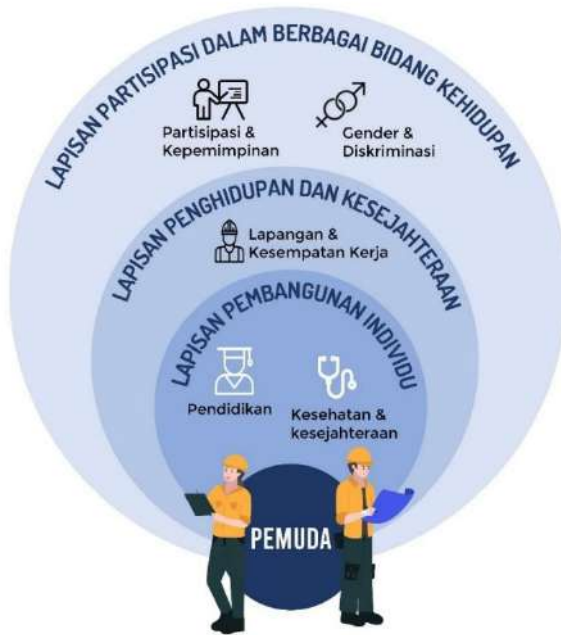 LAPISAN PARTISIPASI DALAM BERBAGAI BIDANG KEHIDUPAN
Partisipasi &
Kepemimpinan
Gender &
Diskriminasi
LAPISAN PENGHIDUPAN DAN KESEJAHTERAAN
Lapangan &
Kesempatan Kerja
LAPISAN PEMBANGUNAN INDIVIDU
Pendidikan
Kesehatan &
kesejahteraan
PEMUDA